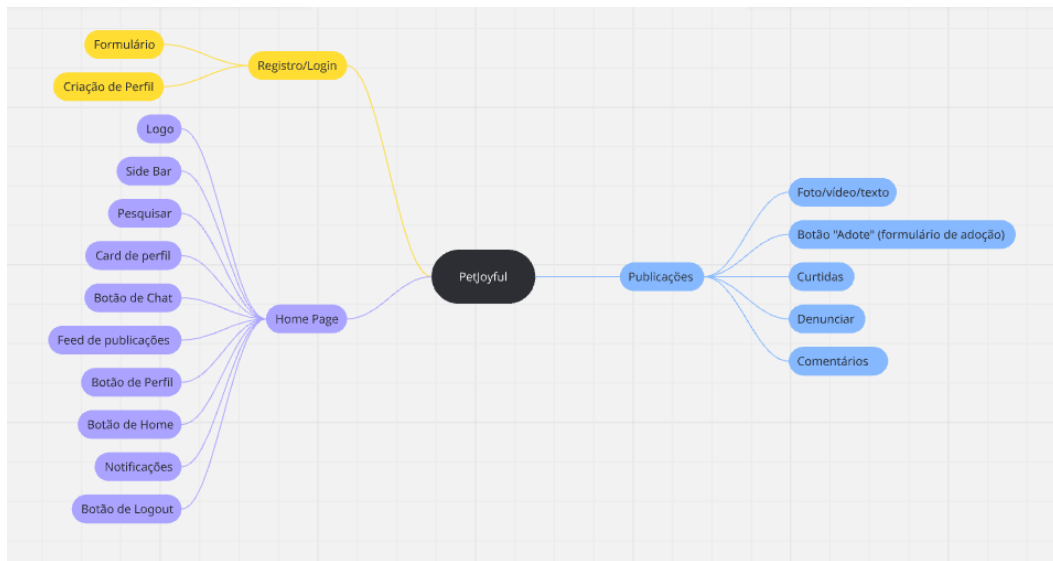 Formulário
Registro/Login
Criação de Perfil
Logo
Side Bar
Pesquisar
Card de perfil
Botão de Chat
Feed de publicações
Botão de Perfil
Botão de Home
Notificações
Botão de Logout
Home Page
PetJoyful
Publicações
Foto/vídeo/texto
Botão "Adote" (formulário de adoção)
Curtidas
Denunciar
Comentários